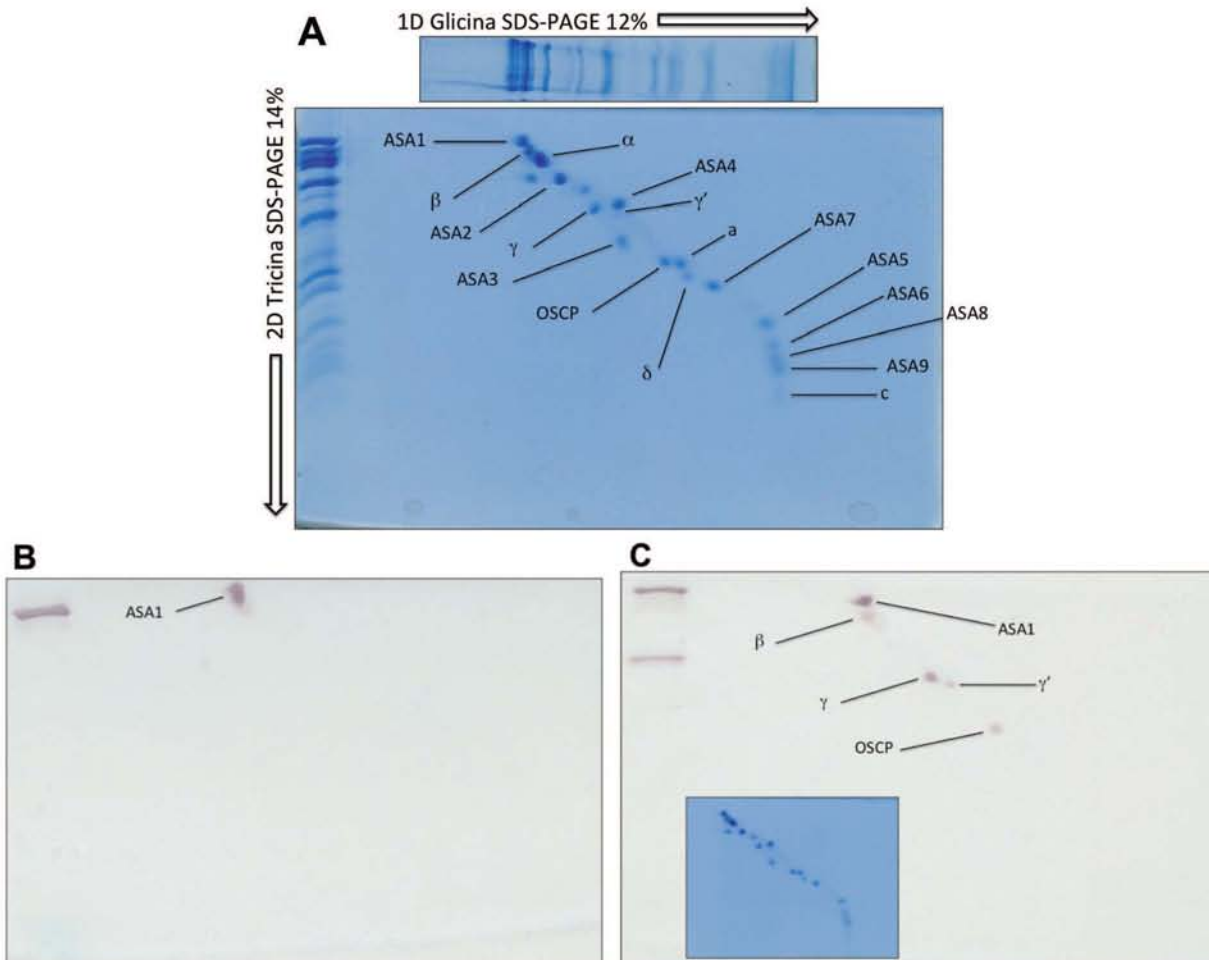 1D Glicina SDS-PAGE 12%
A
2D Tricina SDS-PAGE 14%
ASA1
α
β
ASA4
ASA2
γ'
γ
a
ASA7
ASA3
ASA5
OSCP
ASA6
ASA8
δ
ASA9
c
B
ASA1
C
ASA1
β
γ
γ'
OSCP